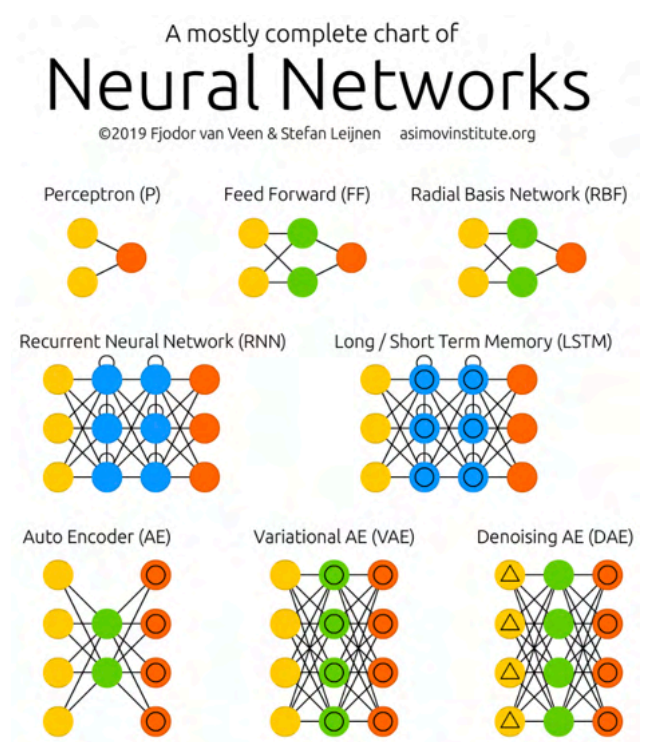 A mostly complete chart of
Neural Networks
©2019 Fjodor van Veen & Stefan Leijnen asimovinstitute.org
Perceptron (P)
Feed Forward (FF)
Radial Basis Network (RBF)
Recurrent Neural Network (RNN)
Long / Short Term Memory (LSTM)
Auto Encoder (AE)
Variational AE (VAE)
Denoising AE (DAE)